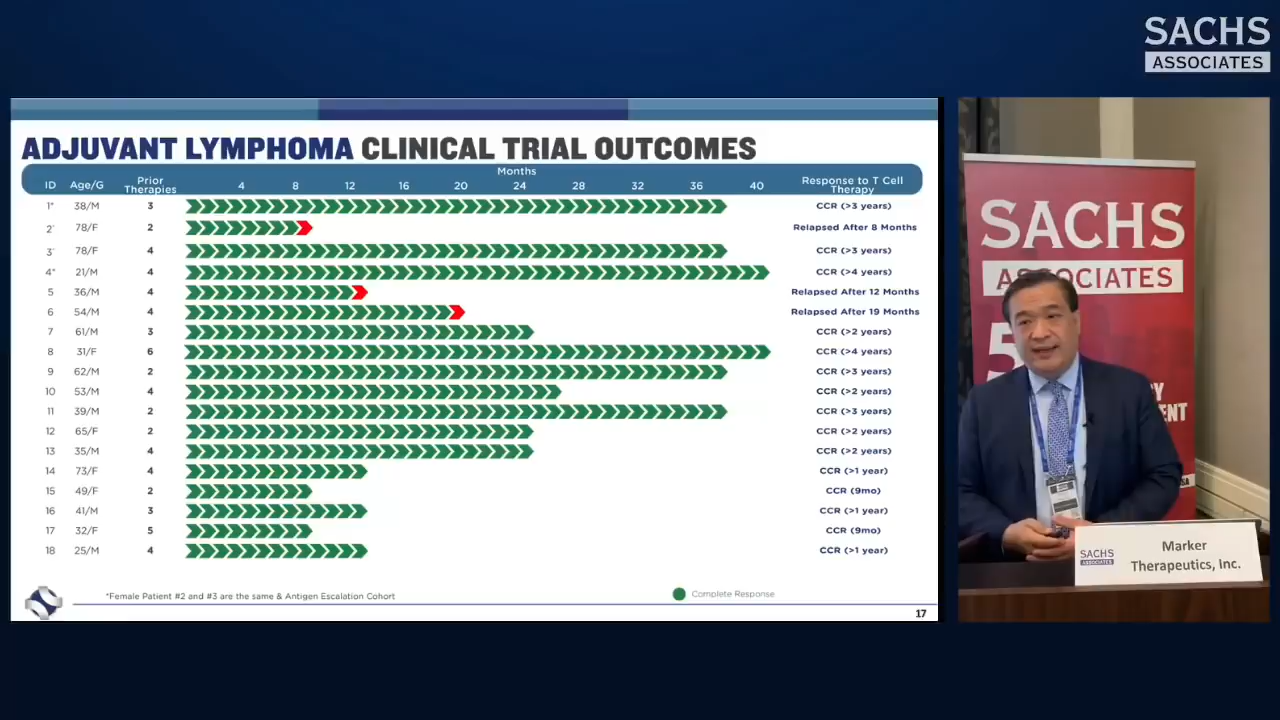 SACHS
ASSOCIATES
ADJUVANT LYMPHOMA CLINICAL TRIAL OUTCOMES
Months
ID Age/G Prior Therapies 4 8 12 16 20 24 28 32 36 40 Response to T Cell Therapy
1* 38/M 3 CCR (>3 years)
2* 78/F 2 Relapsed After 8 Months
3* 78/F 4 CCR (>3 years)
4* 21/M 4 CCR (>4 years)
5 36/M 4 Relapsed After 12 Months
6 54/M 4 Relapsed After 19 Months
7 61/M 3 CCR (>2 years)
8 31/F 6 CCR (>4 years)
9 62/M 2 CCR (>3 years)
10 53/M 4 CCR (>2 years)
11 39/M 2 CCR (>3 years)
12 65/F 2 CCR (>2 years)
13 35/M 4 CCR (>2 years)
14 73/F 4 CCR (>1 year)
15 49/F 2 CCR (9mo)
16 41/M 3 CCR (>1 year)
17 32/F 5 CCR (9mo)
18 25/M 4 CCR (>1 year)
Complete Response
*Female Patient #2 and #3 are the same & Antigen Escalation Cohort
17
SACHS
ASSOCIATES
5
SACHS
ASSOCIATES
Marker
Therapeutics, Inc.